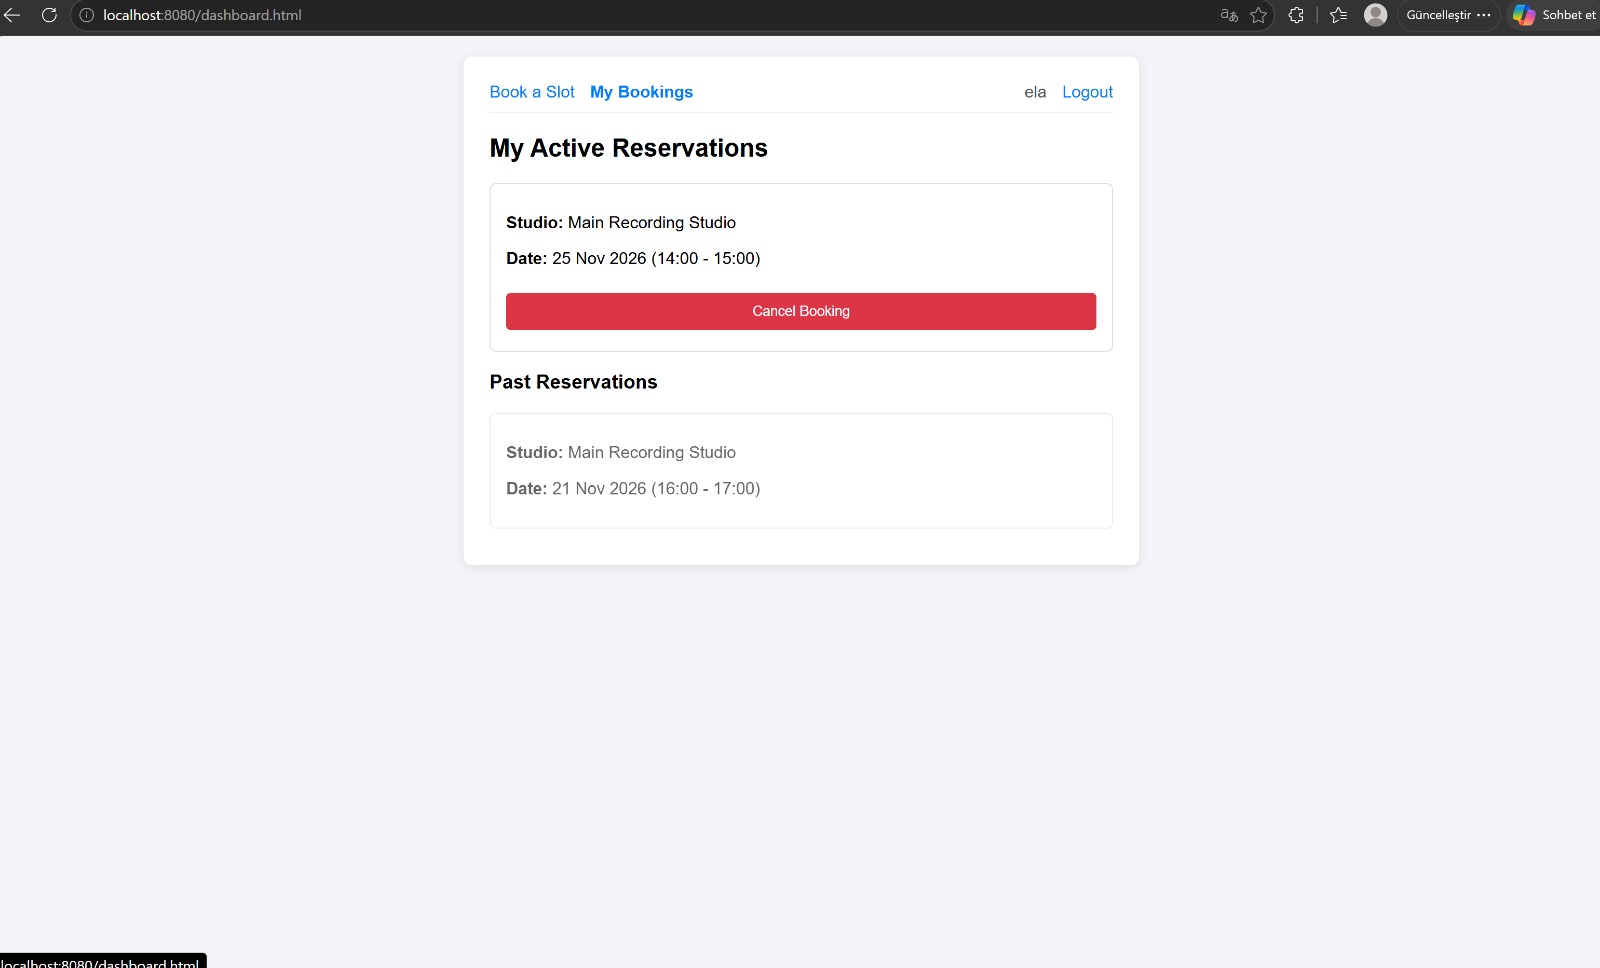 localhost:8080/dashboard.html
Güncelleştir
Sohbet et
Book a Slot My Bookings ela Logout
My Active Reservations
Studio: Main Recording Studio
Date: 25 Nov 2026 (14:00 - 15:00)
Cancel Booking
Past Reservations
Studio: Main Recording Studio
Date: 21 Nov 2026 (16:00 - 17:00)
localhost:8080/dashboard.html